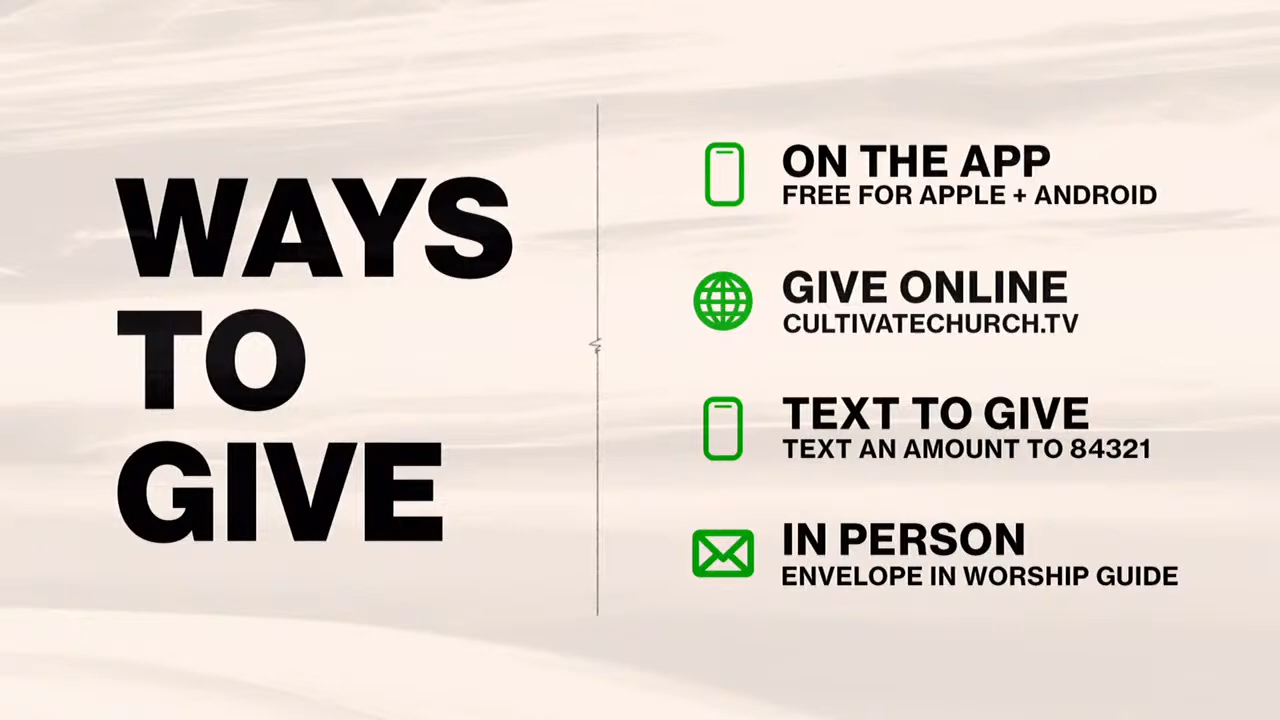 WAYS
TO
GIVE
ON THE APP
FREE FOR APPLE + ANDROID
GIVE ONLINE
CULTIVATECHURCH.TV
TEXT TO GIVE
TEXT AN AMOUNT TO 84321
IN PERSON
ENVELOPE IN WORSHIP GUIDE